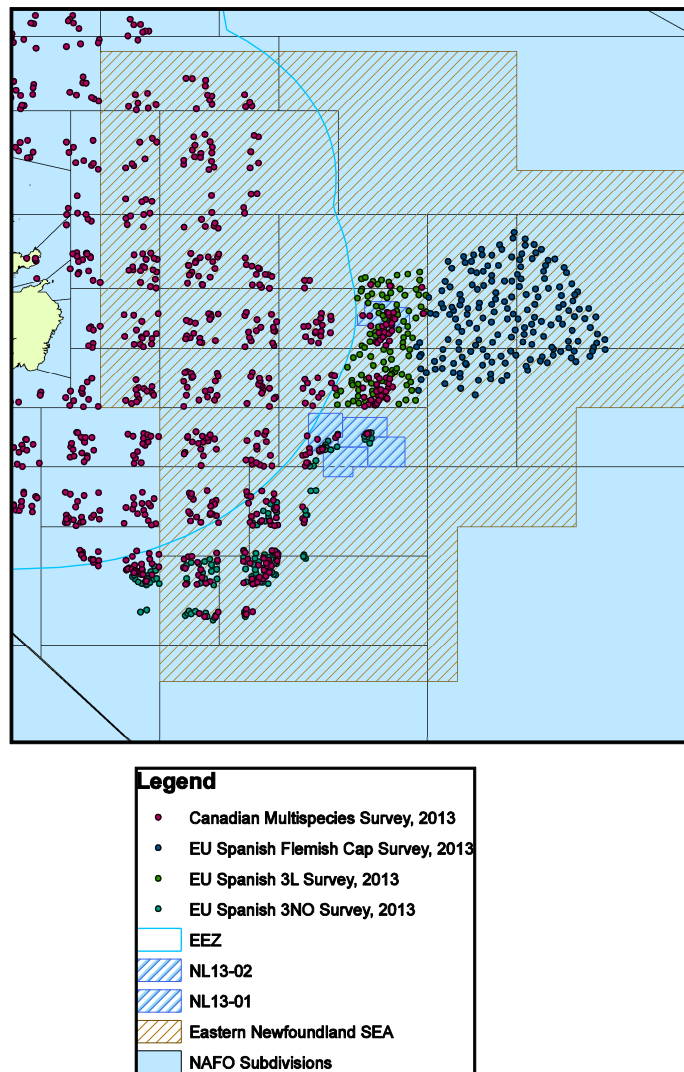 Legend
Canadian Multispecies Survey, 2013
EU Spanish Flemish Cap Survey, 2013
EU Spanish 3L Survey, 2013
EU Spanish 3NO Survey, 2013
EEZ
NL13-02
NL13-01
Eastern Newfoundland SEA
NAFO Subdivisions